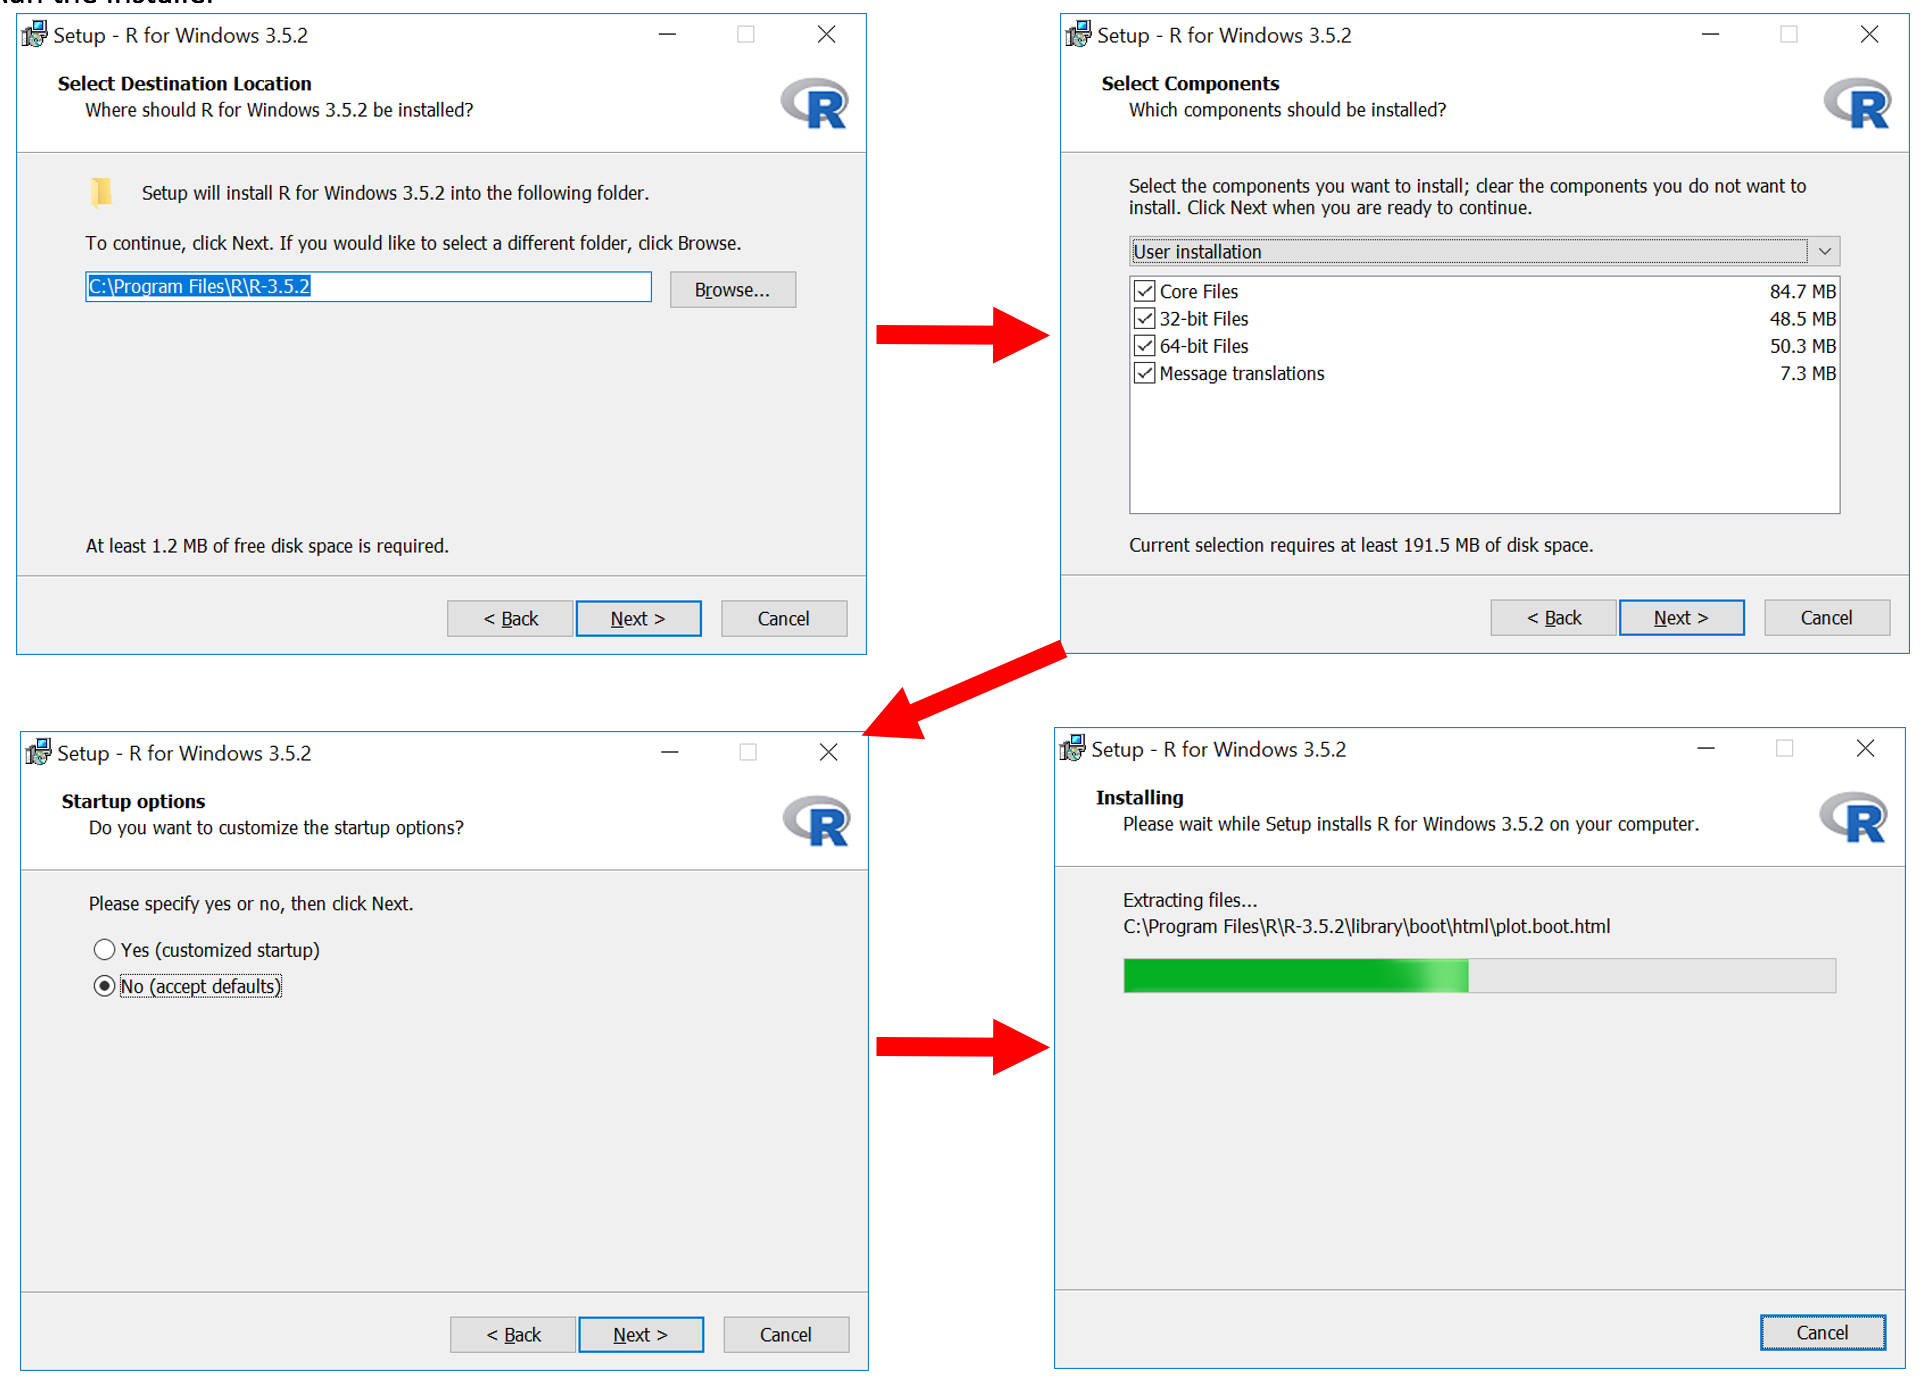 the installer
Setup - R for Windows 3.5.2
Select Destination Location
Where should R for Windows 3.5.2 be installed?
R
Setup will install R for Windows 3.5.2 into the following folder.
To continue, click Next. If you would like to select a different folder, click Browse.
C:\Program Files\R\R-3.5.2
Browse...
At least 1.2 MB of free disk space is required.
< Back
Next >
Cancel
Setup - R for Windows 3.5.2
Select Components
Which components should be installed?
R
Select the components you want to install; clear the components you do not want to
install. Click Next when you are ready to continue.
User installation
Core Files 84.7 MB
32-bit Files 48.5 MB
64-bit Files 50.3 MB
Message translations 7.3 MB
Current selection requires at least 191.5 MB of disk space.
< Back
Next >
Cancel
Setup - R for Windows 3.5.2
Startup options
Do you want to customize the startup options?
R
Please specify yes or no, then click Next.
Yes (customized startup)
No (accept defaults)
< Back
Next >
Cancel
Setup - R for Windows 3.5.2
Installing
Please wait while Setup installs R for Windows 3.5.2 on your computer.
R
Extracting files...
C:\Program Files\R\R-3.5.2\library\boot\html\plot.boot.html
Cancel